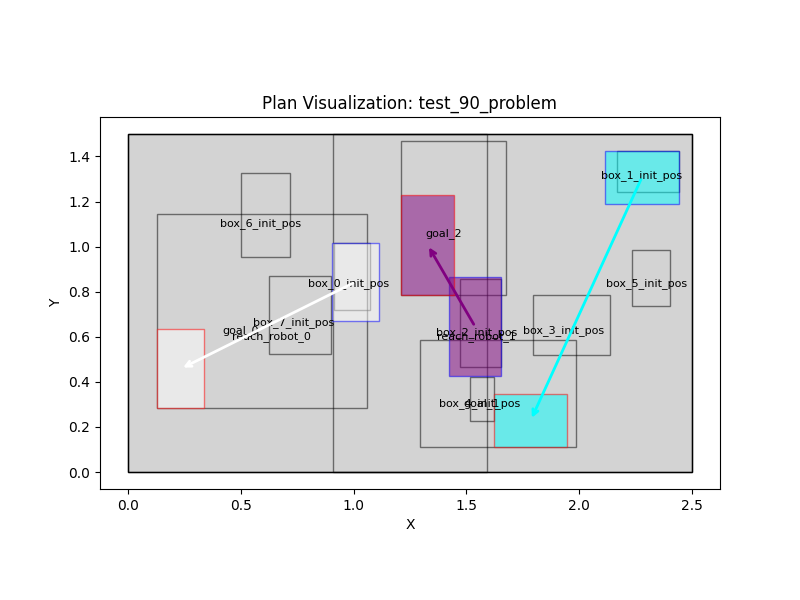 Plan Visualization: test_90_problem
Y
1.4
1.2
1.0
0.8
0.6
0.4
0.2
0.0
box_1_init_pos
box_6_init_pos
goal_2
box_0_init_pos
box_5_init_pos
box_7_init_pos
reach_robot_0
box_2_init_pos
reach_robot_1
box_3_init_pos
box_4_init_pos
goal_1
0.0 0.5 1.0 1.5 2.0 2.5
X